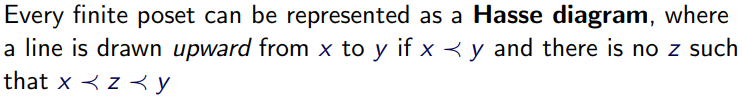 Every finite poset can be represented as a Hasse diagram, where
a line is drawn upward from x to y if x ≺ y and there is no z such
that x ≺ z ≺ y